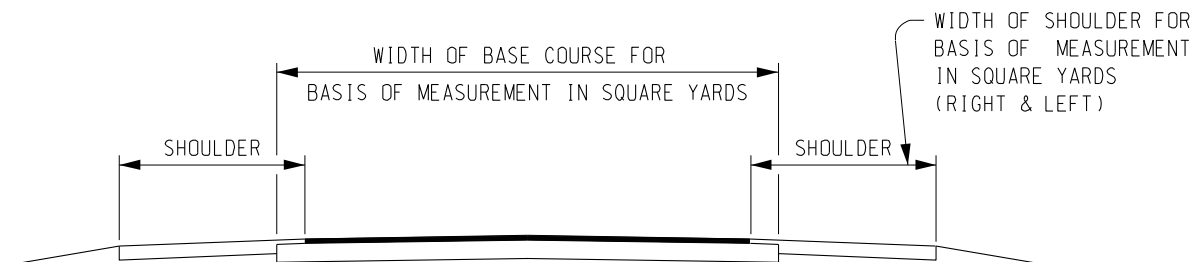 WIDTH OF BASE COURSE FOR
BASIS OF MEASUREMENT IN SQUARE YARDS
WIDTH OF SHOULDER FOR
BASIS OF MEASUREMENT
IN SQUARE YARDS
(RIGHT & LEFT)
SHOULDER
SHOULDER